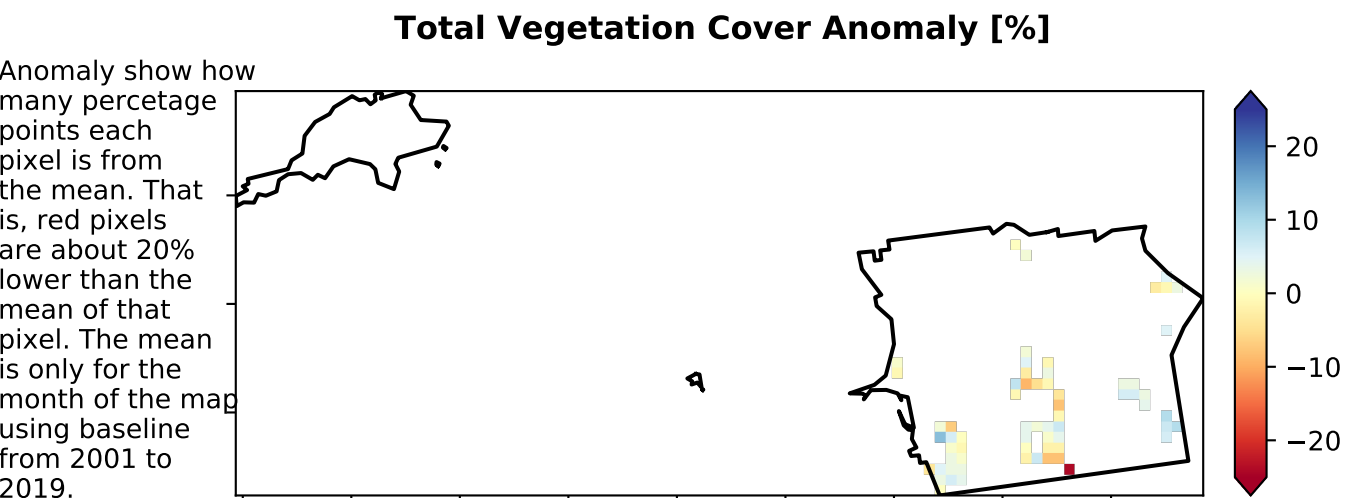 Total Vegetation Cover Anomaly [%]
Anomaly show how
many percetage
points each
pixel is from
the mean. That
is, red pixels
are about 20%
lower than the
mean of that
pixel. The mean
is only for the
month of the map
using baseline
from 2001 to
2019.
20
10
0
−10
−20